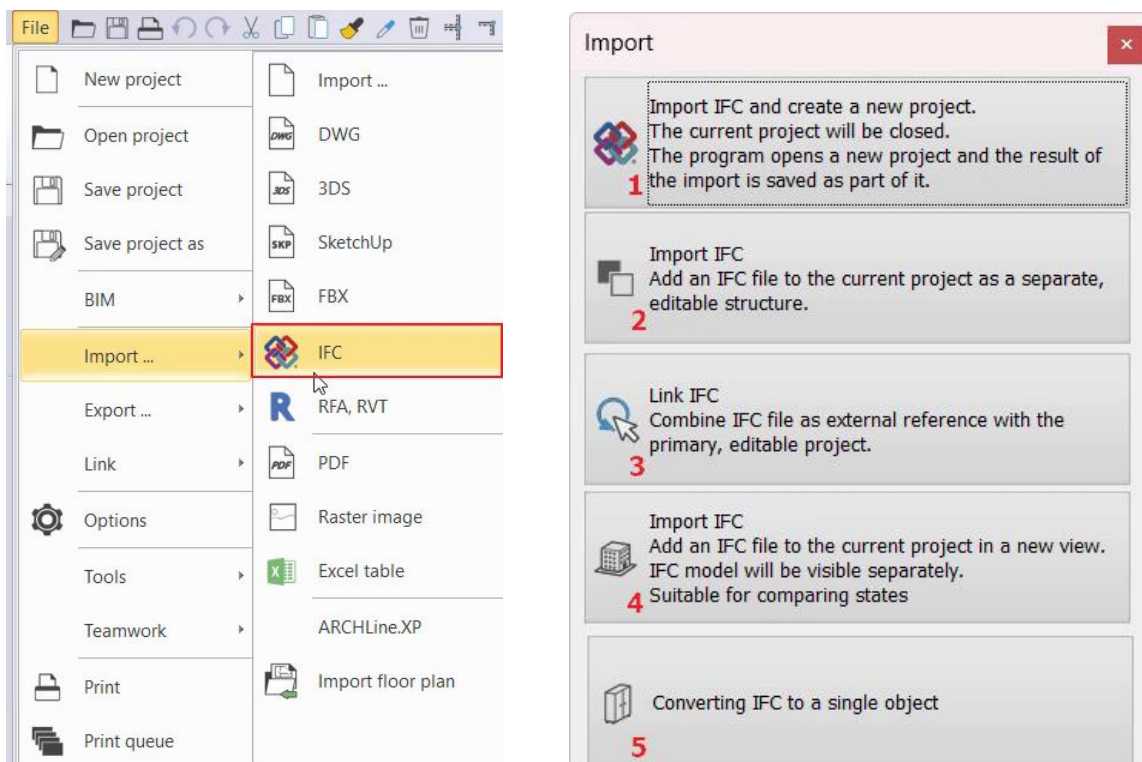 File
New project
Open project
Save project
Save project as
BIM
Import ...
Export ...
Link
Options
Tools
Teamwork
Print
Print queue
Import ...
DWG
DWG
3DS
3DS
SKP
SketchUp
FBX
FBX
IFC
R
RFA, RVT
PDF
PDF
Raster image
X
Excel table
ARCHLine.XP
Import floor plan
Import
x
Import IFC and create a new project.
The current project will be closed.
The program opens a new project and the result of
1 the import is saved as part of it.
Import IFC
Add an IFC file to the current project as a separate,
editable structure.
2
Link IFC
Combine IFC file as external reference with the
primary, editable project.
3
Import IFC
Add an IFC file to the current project in a new view.
IFC model will be visible separately.
4 Suitable for comparing states
Converting IFC to a single object
5